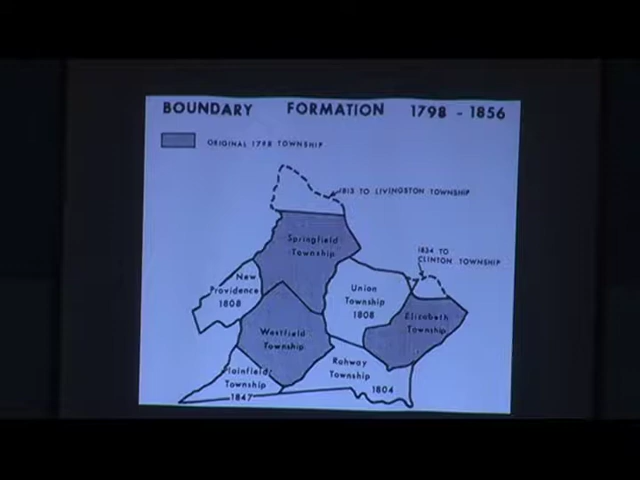 BOUNDARY FORMATION 1798 - 1856
ORIGINAL 1798 TOWNSHIP
1813 TO LIVINGSTON TOWNSHIP
Springfield
Township
1834 TO
CLINTON TOWNSHIP
New
Providence
1808
Union
Township
1808
Elizabeth
Township
Westfield
Township
Rahway
Township
1804
Plainfield
Township
1847